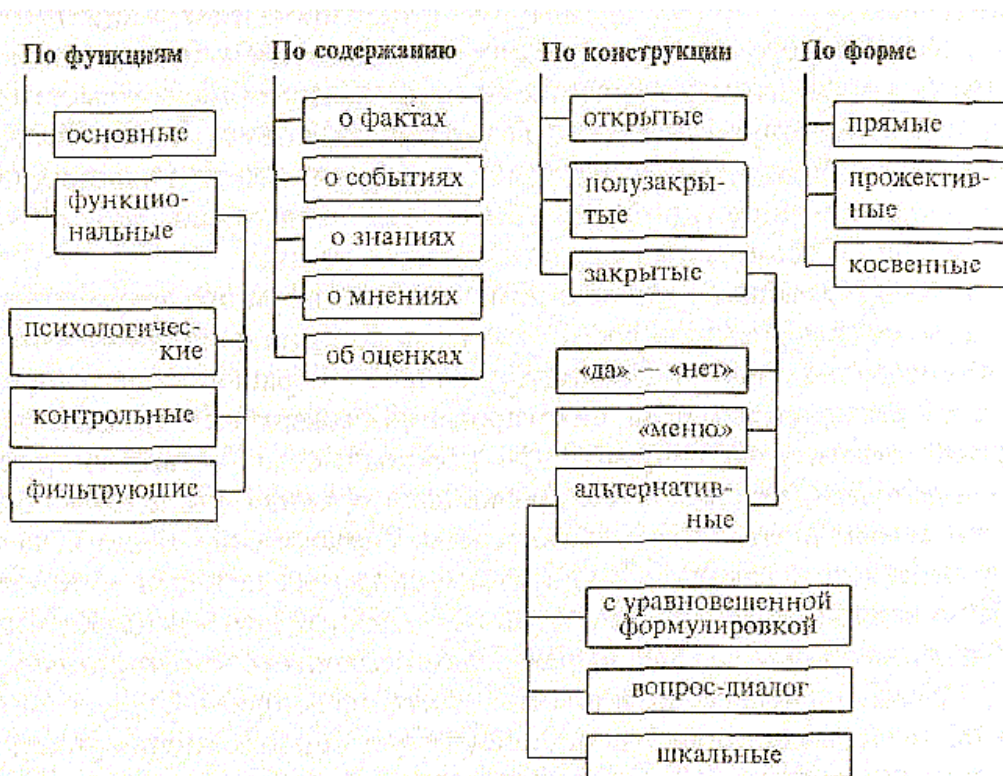 По функциям
основные
функцио-
нальные
психологичес-
кие
контрольные
фильтрующие
По содержанию
о фактах
о событиях
о знаниях
о мнениях
об оценках
По конструкции
открытые
полузакры-
тые
закрытые
«да» — «нет»
«меню»
альтернатив-
ные
с уравновешенной
формулировкой
вопрос-диалог
шкальные
По форме
прямые
прожектив-
ные
косвенные